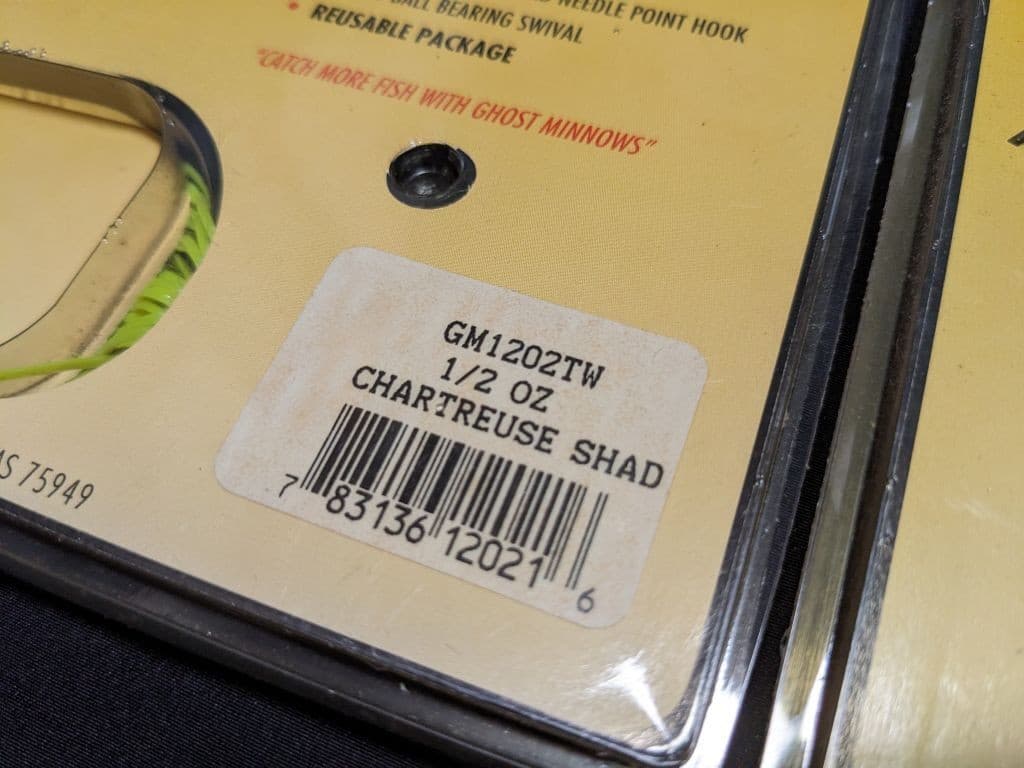 NEEDLE POINT HOOK
BALL BEARING SWIVAL
• REUSABLE PACKAGE
"CATCH MORE FISH WITH GHOST MINNOWS"
GM1202TW
1/2 OZ
CHARTREUSE SHAD
7 83136 12021 6
AS 75949